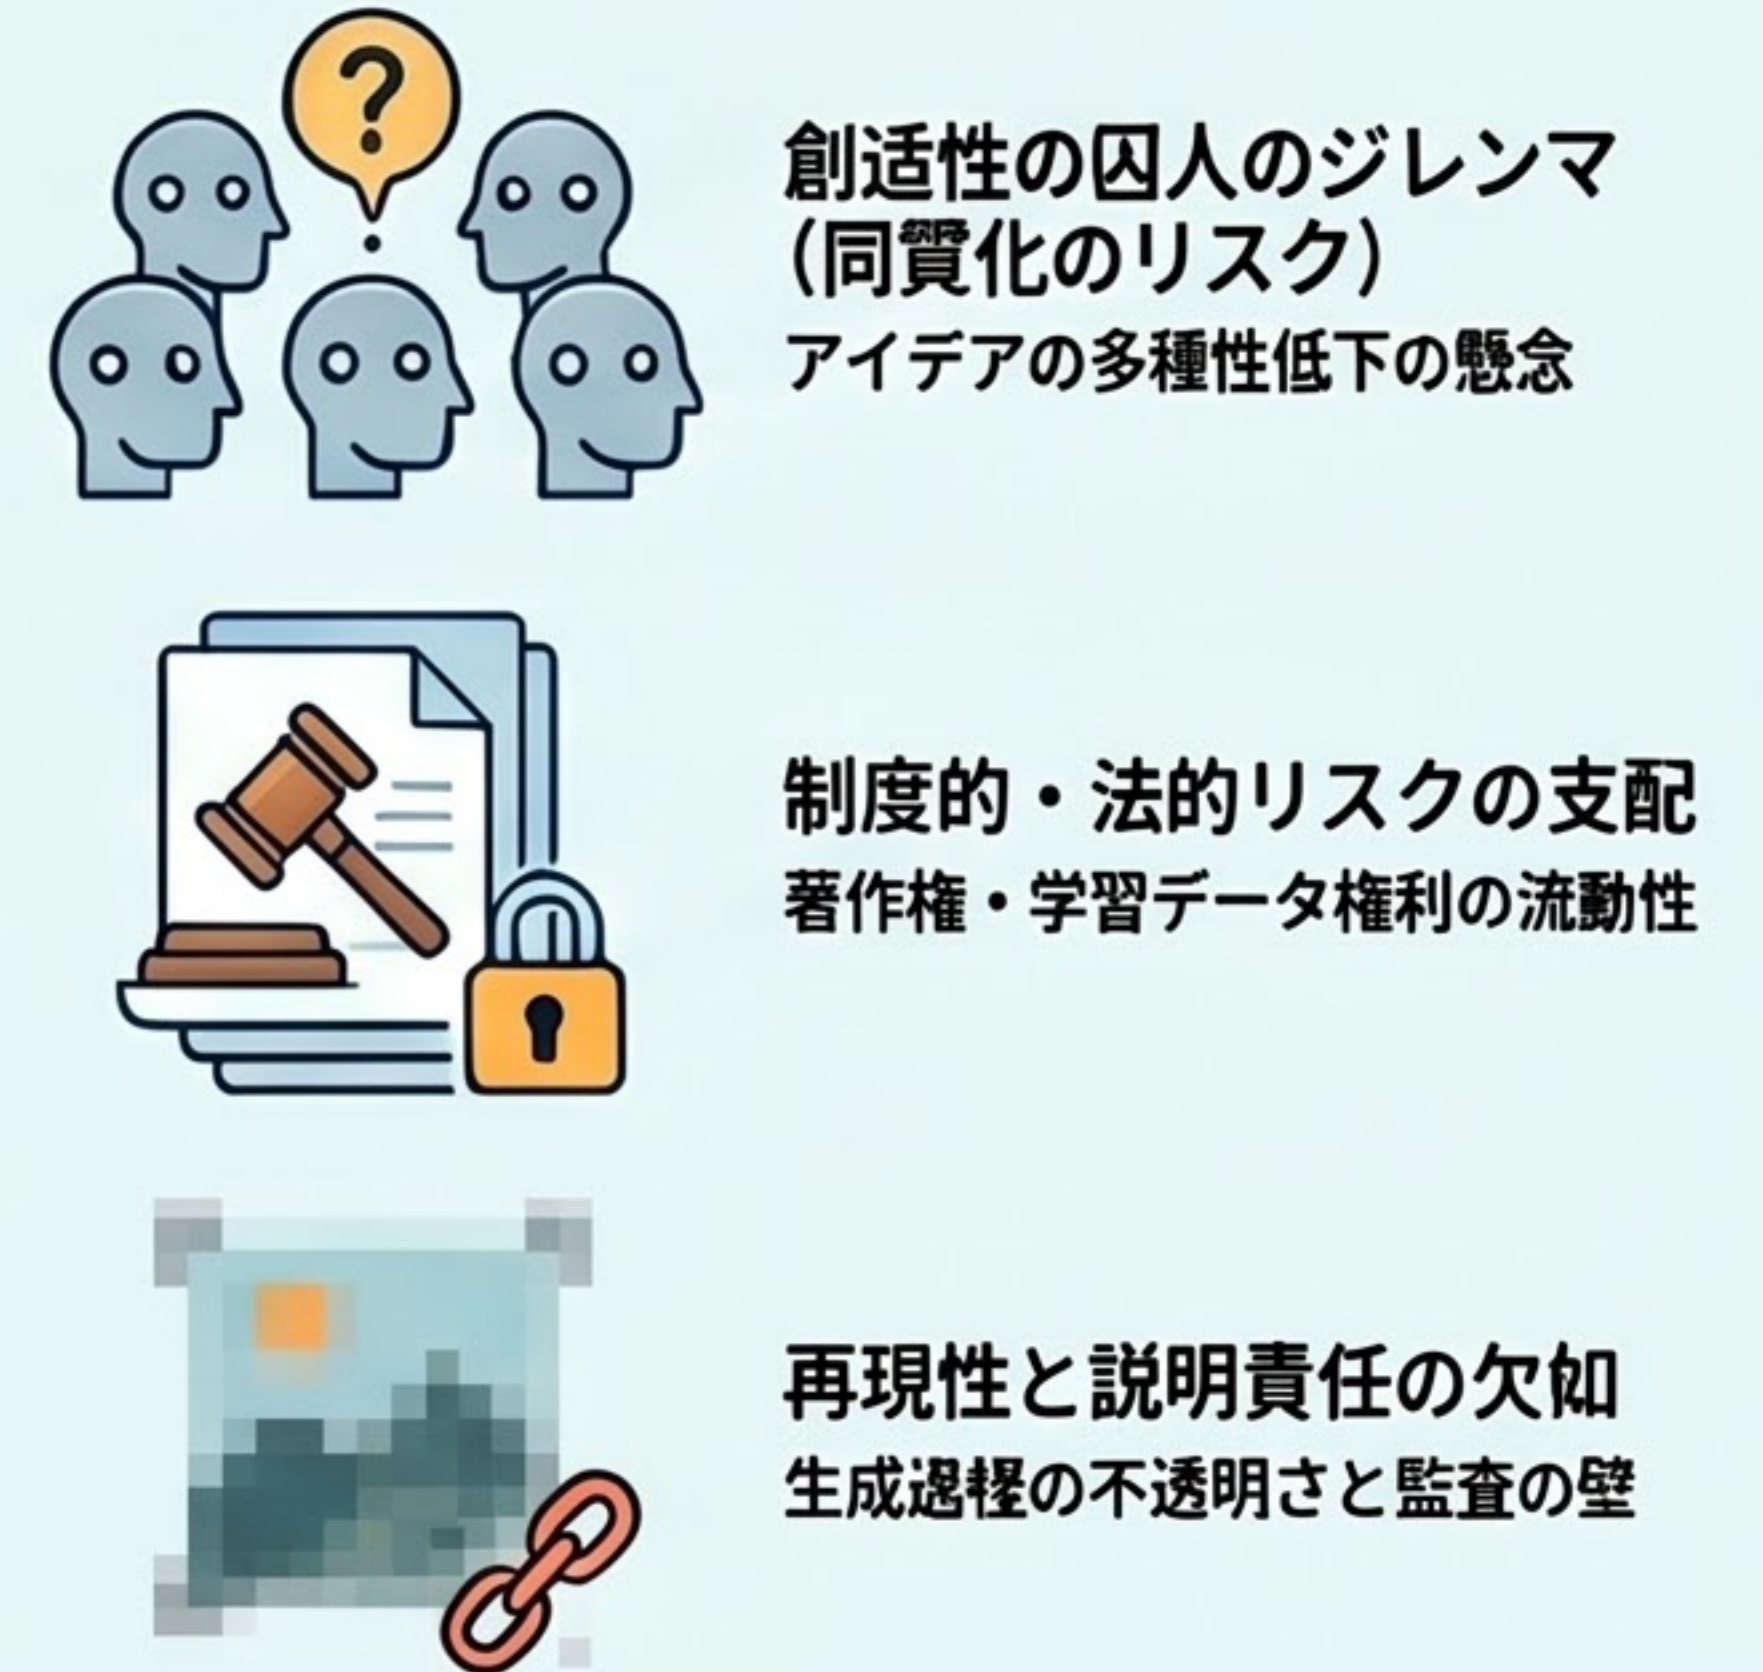 創适性の囚人のジレンマ
(同質化のリスク)
アイデアの多種性低下の懸念
制度的・法的リスクの支配
著作権・学習データ権利の流動性
再現性と説明責任の欠如
生成の不透明さと監査の壁